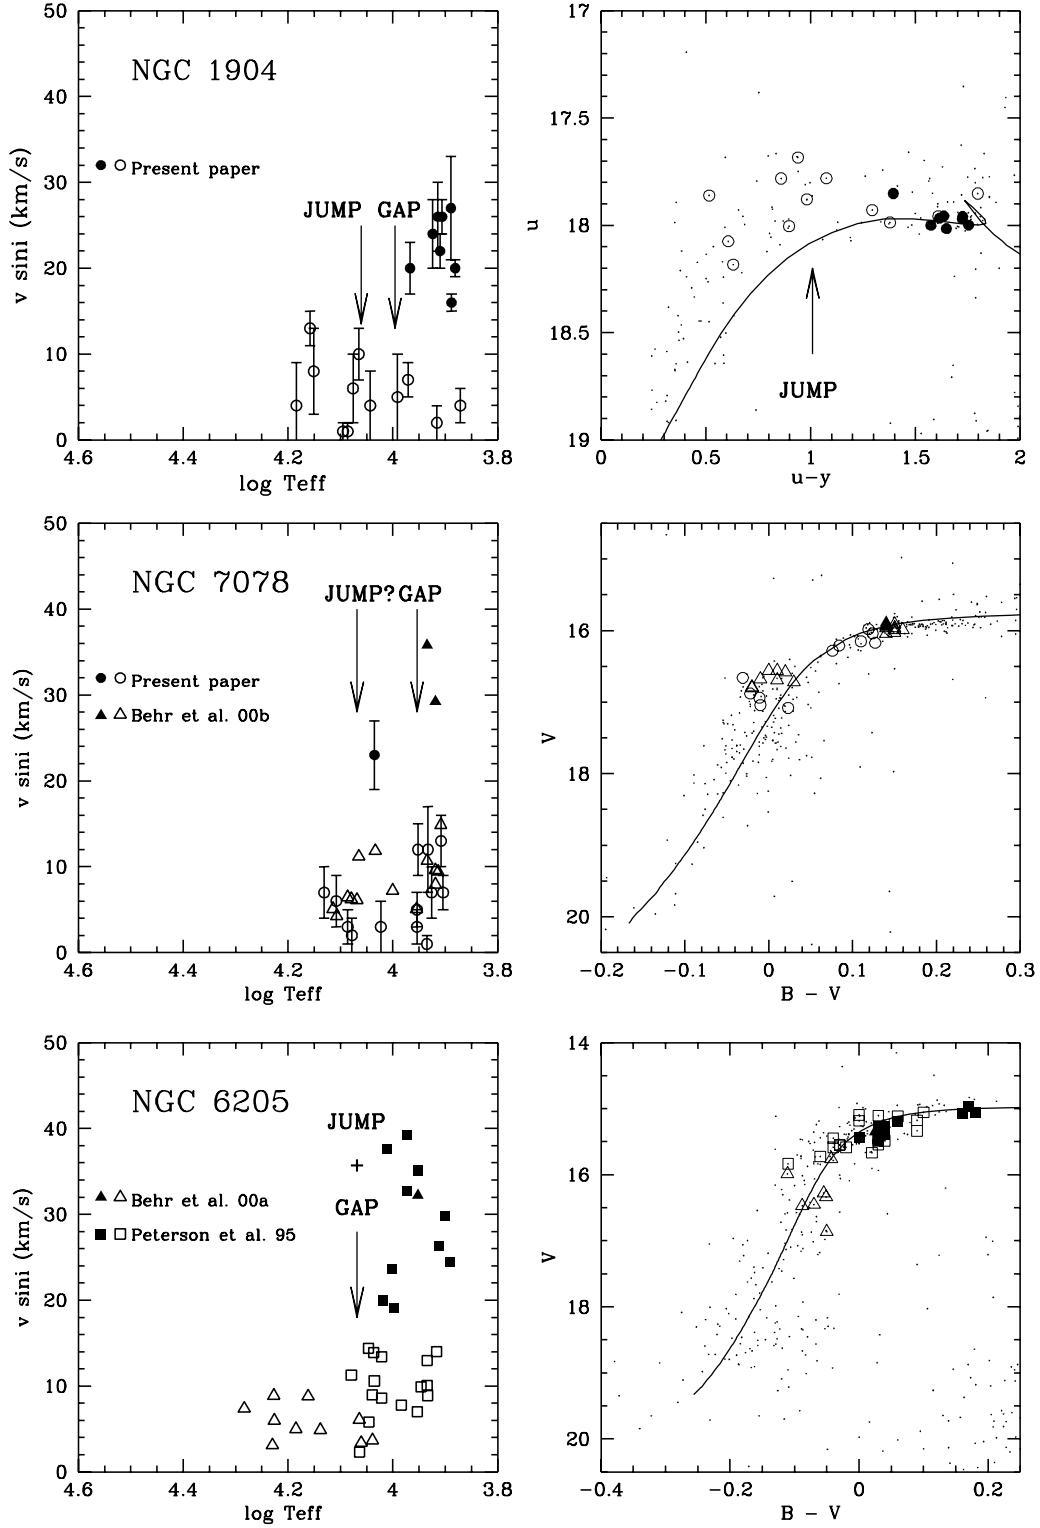 50
40
30
20
10
0
4.6
4.4
4.2
4
3.8
v sini (km/s)
log Teff
NGC 1904
Present paper
JUMP GAP
17
17.5
18
18.5
19
0
0.5
1
1.5
2
u
u-y
JUMP
50
40
30
20
10
0
4.6
4.4
4.2
4
3.8
v sini (km/s)
log Teff
NGC 7078
JUMP? GAP
Present paper
Behr et al. 00b
16
18
20
-0.2
-0.1
0
0.1
0.2
0.3
V
B - V
50
40
30
20
10
0
4.6
4.4
4.2
4
3.8
v sini (km/s)
log Teff
NGC 6205
JUMP
+
GAP
Behr et al. 00a
Peterson et al. 95
14
16
18
20
-0.4
-0.2
0
0.2
V
B - V